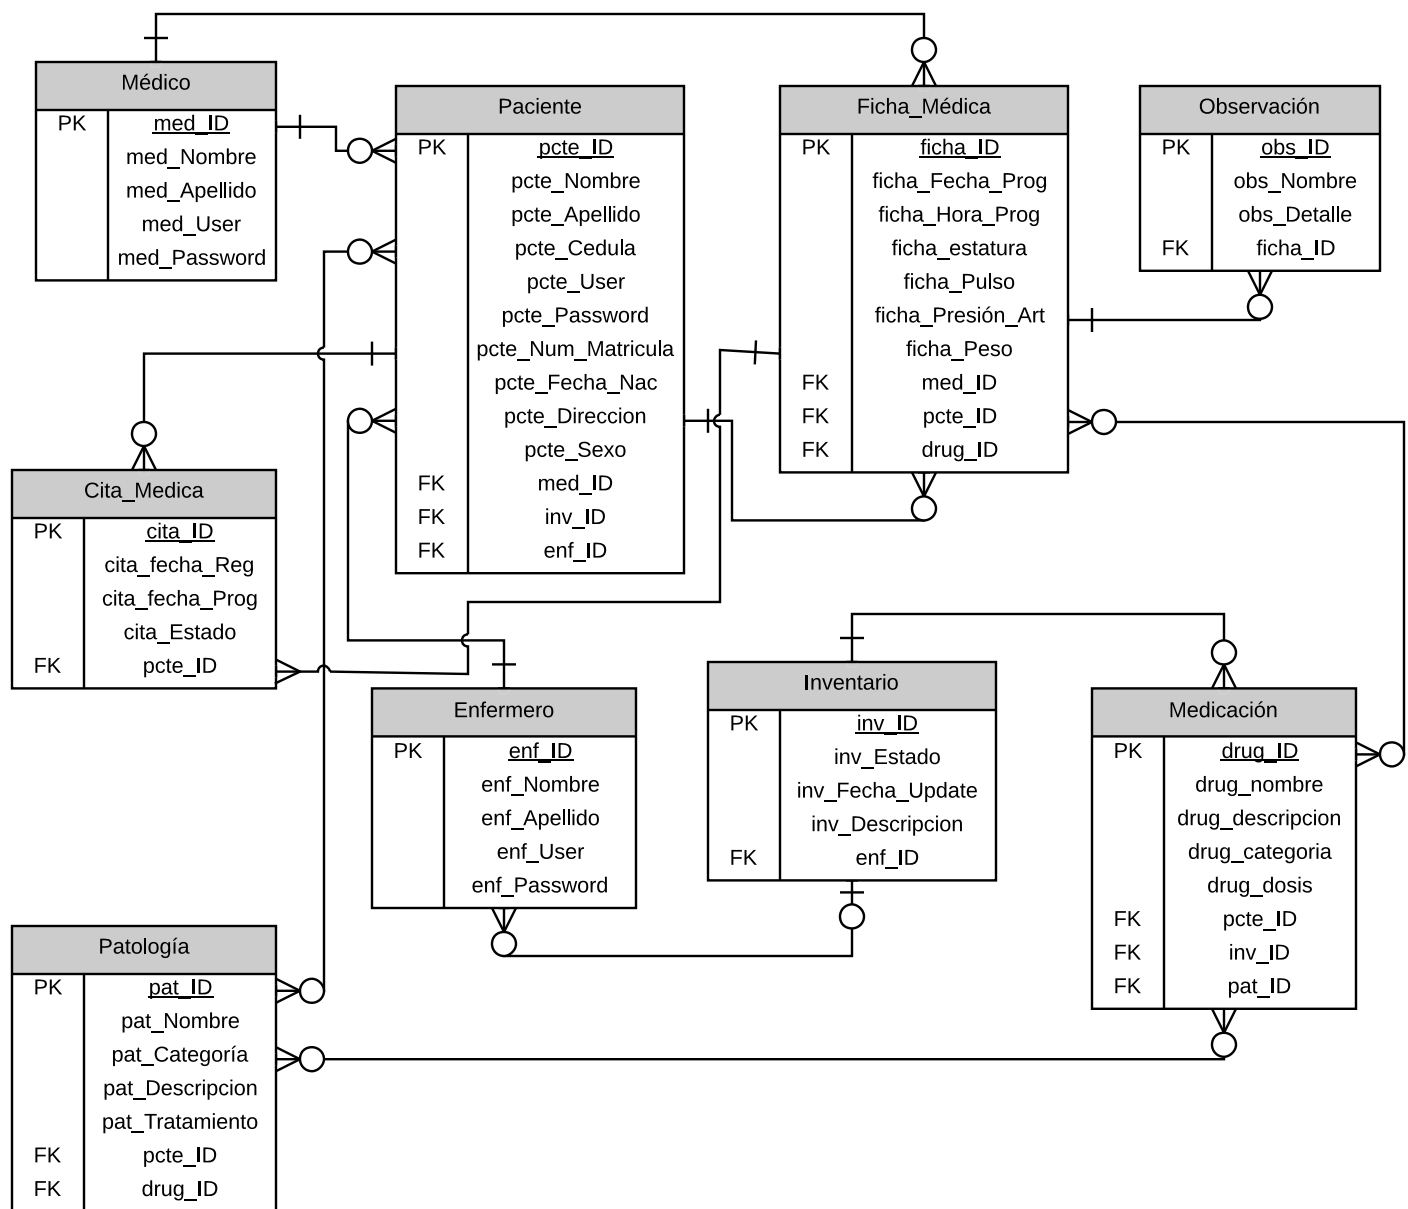 Médico
PK med_ID
med_Nombre
med_Apellido
med_User
med_Password
Paciente
PK pcte_ID
pcte_Nombre
pcte_Apellido
pcte_Cedula
pcte_User
pcte_Password
pcte_Num_Matricula
pcte_Fecha_Nac
pcte_Direccion
pcte_Sexo
FK med_ID
FK inv_ID
FK enf_ID
Ficha_Médica
PK ficha_ID
ficha_Fecha_Prog
ficha_Hora_Prog
ficha_estatura
ficha_Pulso
ficha_Presión_Art
ficha_Peso
FK med_ID
FK pcte_ID
FK drug_ID
Observación
PK obs_ID
obs_Nombre
obs_Detalle
FK ficha_ID
Cita_Medica
PK cita_ID
cita_fecha_Reg
cita_fecha_Prog
cita_Estado
FK pcte_ID
Enfermero
PK enf_ID
enf_Nombre
enf_Apellido
enf_User
enf_Password
Inventario
PK inv_ID
inv_Estado
inv_Fecha_Update
inv_Descripcion
FK enf_ID
Medicación
PK drug_ID
drug_nombre
drug_descripcion
drug_categoria
drug_dosis
FK pcte_ID
FK inv_ID
FK pat_ID
Patología
PK pat_ID
pat_Nombre
pat_Categoría
pat_Descripcion
pat_Tratamiento
FK pcte_ID
FK drug_ID